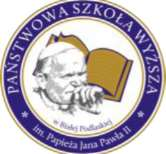 PAŃSTWOWA SZKOŁA WYŻSZA
w Białej Podlaskiej
im. Papieża Jana Pawła II